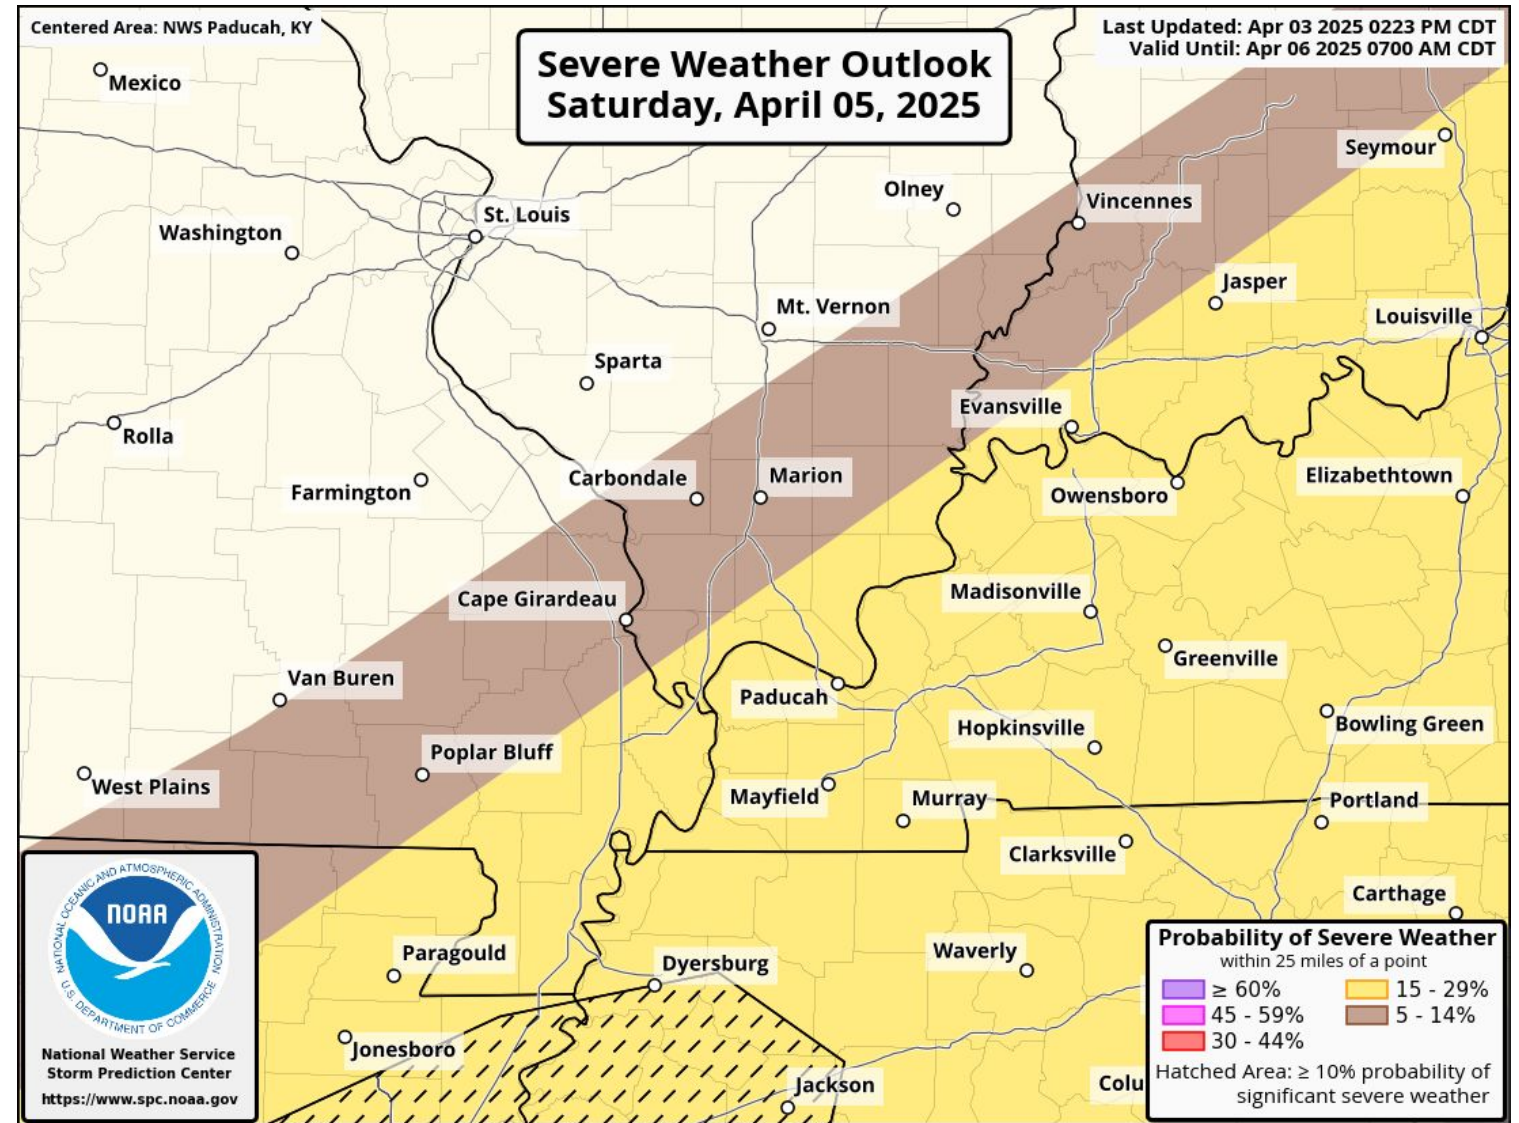 Centered Area: NWS Paducah, KY
Last Updated: Apr 03 2025 0223 PM CDT
Valid Until: Apr 06 2025 0700 AM CDT
Severe Weather Outlook
Saturday, April 05, 2025
Mexico
Seymour
Olney
Vincennes
St. Louis
Washington
Jasper
Mt. Vernon
Louisville
Sparta
Evansville
Rolla
Carbondale
Marion
Elizabethtown
Farmington
Owensboro
Cape Girardeau
Madisonville
Greenville
Van Buren
Paducah
Hopkinsville
Bowling Green
Poplar Bluff
West Plains
Mayfield
Murray
Portland
Clarksville
Carthage
Paragould
Dyersburg
Waverly
Jonesboro
Jackson
Colu
NATIONAL OCEANIC AND ATMOSPHERIC ADMINISTRATION
NOAA
U.S. DEPARTMENT OF COMMERCE
National Weather Service
Storm Prediction Center
https://www.spc.noaa.gov
Probability of Severe Weather
within 25 miles of a point
≥ 60% 15 - 29%
45 - 59% 5 - 14%
30 - 44%
Hatched Area: ≥ 10% probability of
significant severe weather